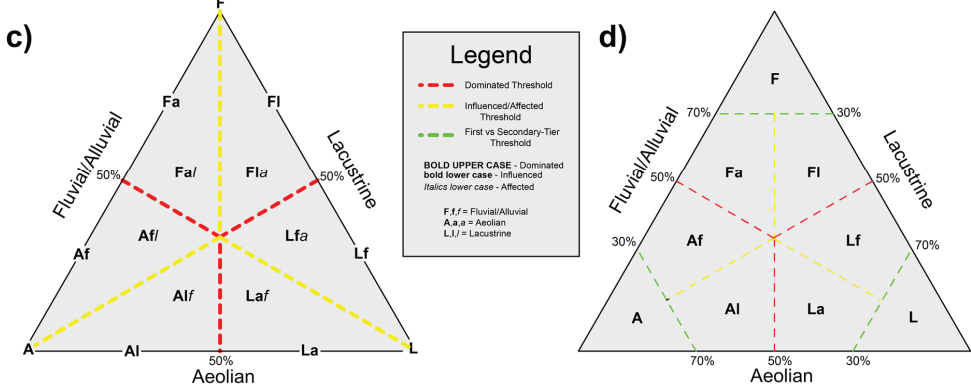 c)
F
Fa
Fl
Fluvial/Alluvial
Lacustrine
50%
50%
Fal
Fla
Afl
Lfa
Af
Lf
Alf
Laf
A
Al
La
L
50%
Aeolian
Legend
Dominated Threshold
Influenced/Affected
Threshold
First vs Secondary-Tier
Threshold
BOLD UPPER CASE - Dominated
bold lower case - Influenced
Italics lower case - Affected
F,f,f = Fluvial/Alluvial
A,a,a = Aeolian
L,l,l = Lacustrine
d)
F
70%
30%
Fluvial/Alluvial
Lacustrine
Fa
Fl
50%
50%
30%
Af
Lf
70%
A
Al
La
L
70%
50%
30%
Aeolian